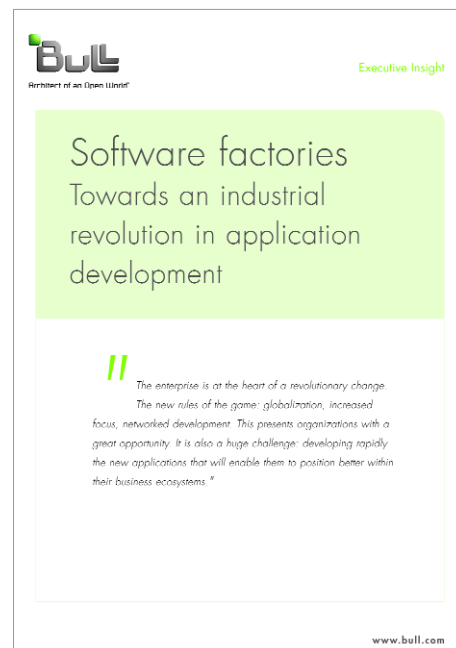 Bull
Architect of an Open World™
Executive Insight
Software factories
Towards an industrial
revolution in application
development
" The enterprise is at the heart of a revolutionary change.
The new rules of the game: globalization, increased
focus, networked development. This presents organizations with a
great opportunity. It is also a huge challenge: developing rapidly
the new applications that will enable them to position better within
their business ecosystems."
www.bull.com